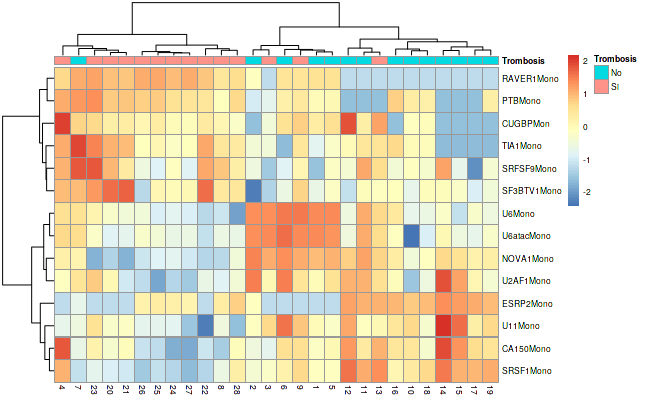 Trombosis
Trombosis
No
SI
2
1
0
-1
-2
RAVER1Mono
PTBMono
CUGBPMon
TIA1Mono
SRFSF9Mono
SF3BTV1Mono
U6Mono
U6atacMono
NOVA1Mono
U2AF1Mono
ESRP2Mono
U11Mono
CA150Mono
SRSF1Mono
4 7 23 20 21 26 25 24 27 22 8 28 2 3 6 9 1 5 12 11 13 16 10 18 14 15 17 19